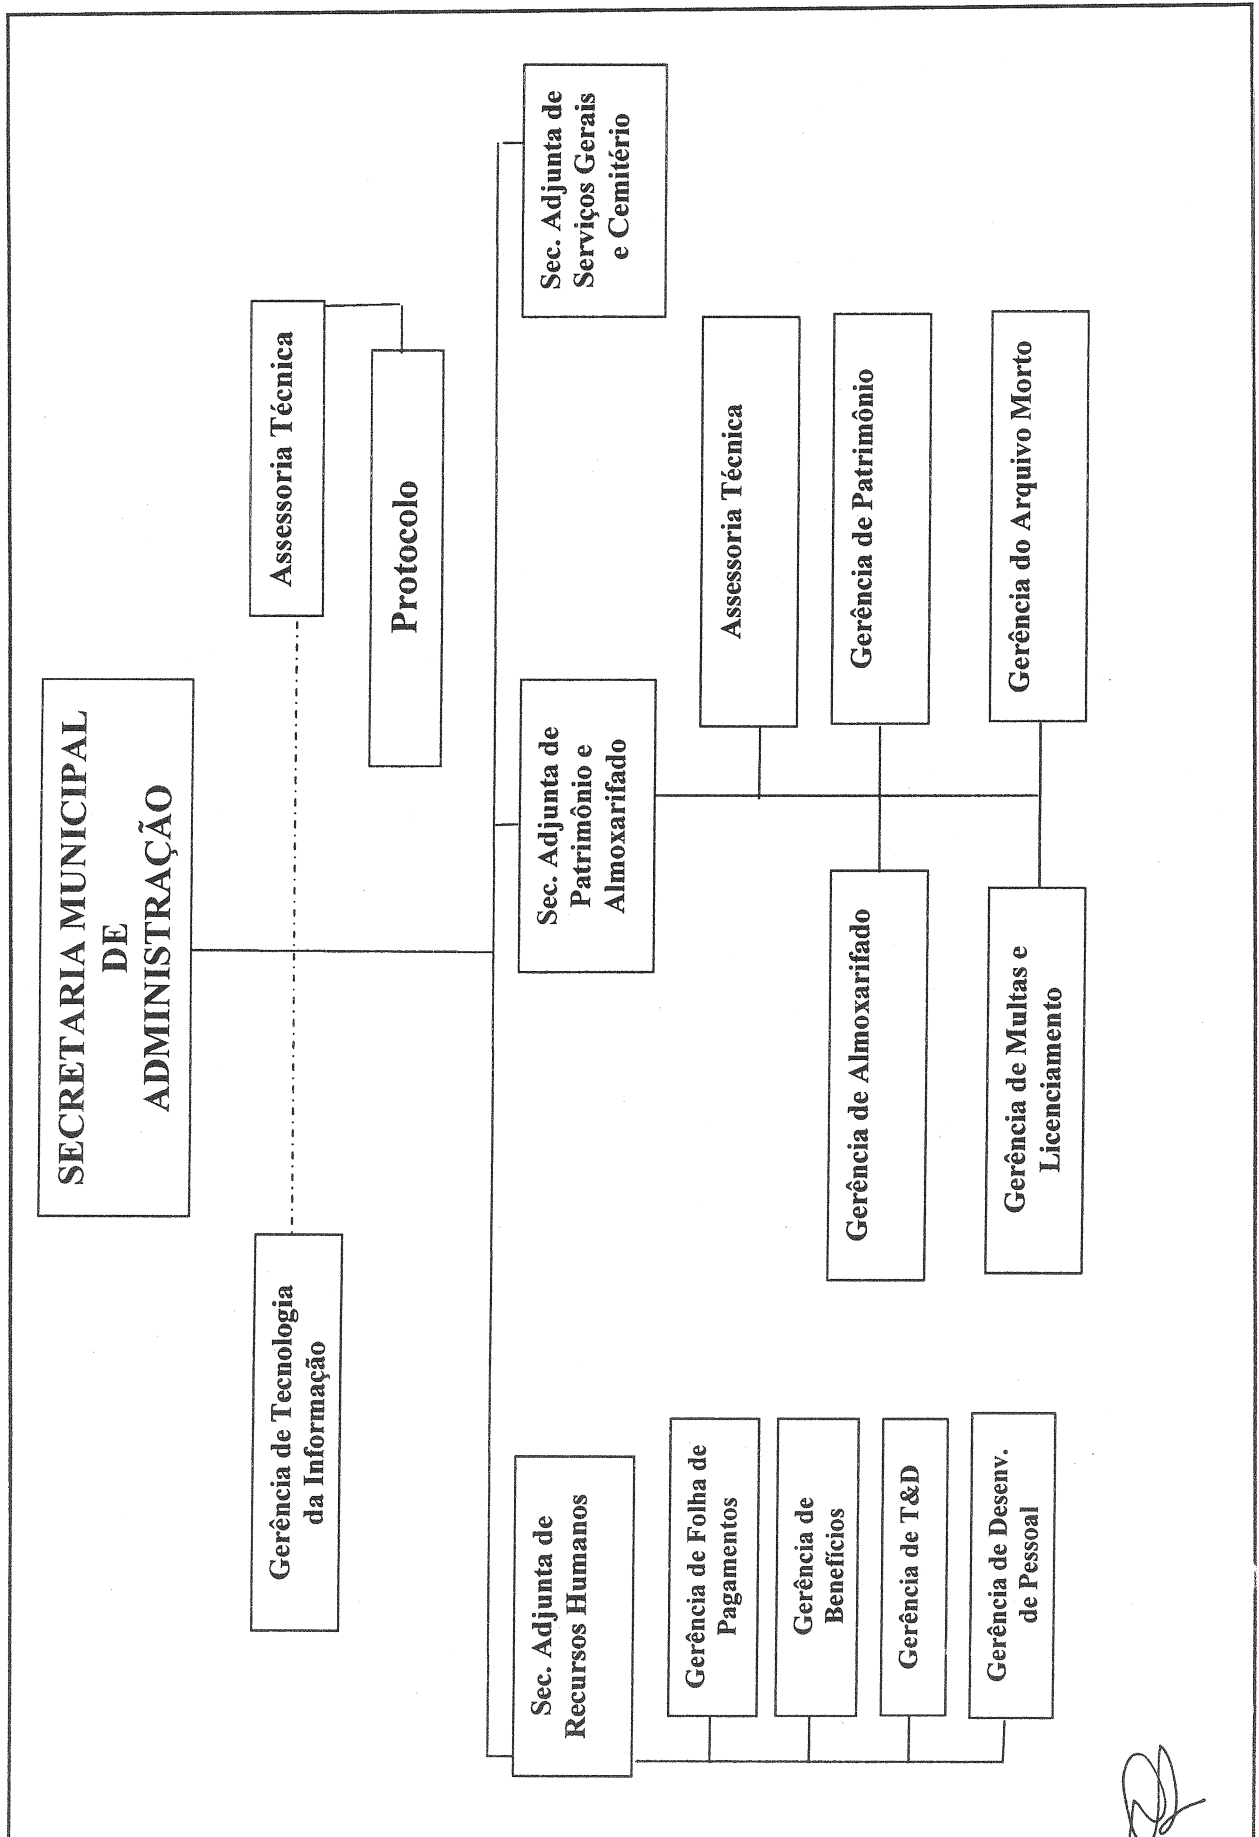 SECRETARIA MUNICIPAL
DE
ADMINISTRAÇÃO
Gerência de Tecnologia
da Informação
Assessoria Técnica
Protocolo
Sec. Adjunta de
Recursos Humanos
Sec. Adjunta de
Patrimônio e
Almoxarifado
Sec. Adjunta de
Serviços Gerais
e Cemitério
Gerência de Folha de
Pagamentos
Gerência de
Benefícios
Gerência de T&D
Gerência de Desenv.
de Pessoal
Assessoria Técnica
Gerência de Almoxarifado
Gerência de Patrimônio
Gerência de Multas e
Licenciamento
Gerência do Arquivo Morto